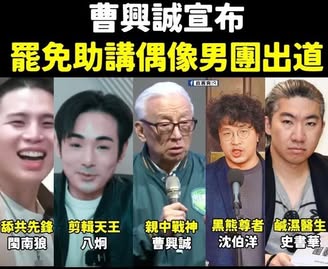 曹興誠宣布
罷免助講偶像男團出道
舔共先鋒
閩南狼
剪輯天王
八炯
親中戰神
曹興誠
黑熊尊者
沈伯洋
鹹濕醫生
史書華